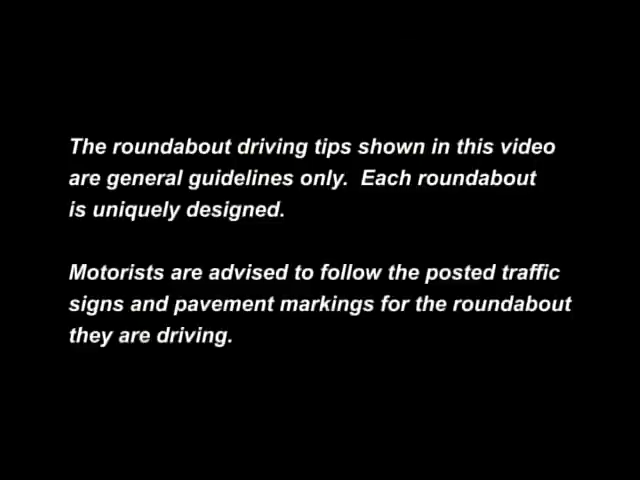 The roundabout driving tips shown in this video
are general guidelines only.  Each roundabout
is uniquely designed.
Motorists are advised to follow the posted traffic
signs and pavement markings for the roundabout
they are driving.